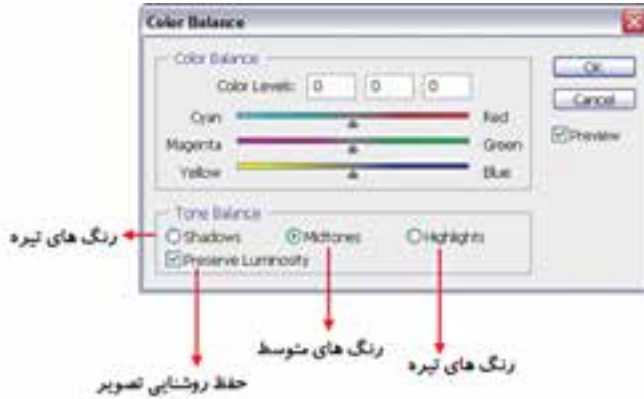 Color Balance
Color Balance
Color Levels: 0 0 0
Cyan Red
Magenta Green
Yellow Blue
OK
Cancel
Preview
Tone Balance
Shadows Midtones Highlights
Preserve Luminosity
رنگ های تیره
رنگ های متوسط
رنگ های تیره
حفظ روشنایی تصویر